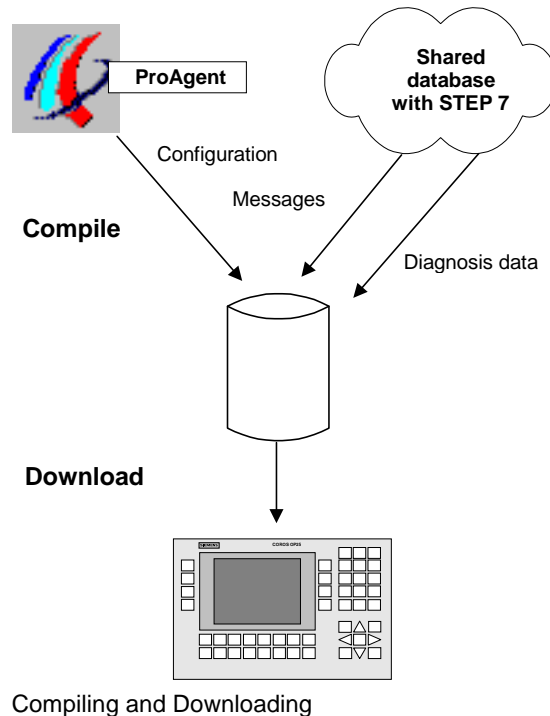 ProAgent
Shared
database
with STEP 7
Configuration
Messages
Compile
Diagnosis data
Download
SIEMENS
COROS OP25
Compiling and Downloading